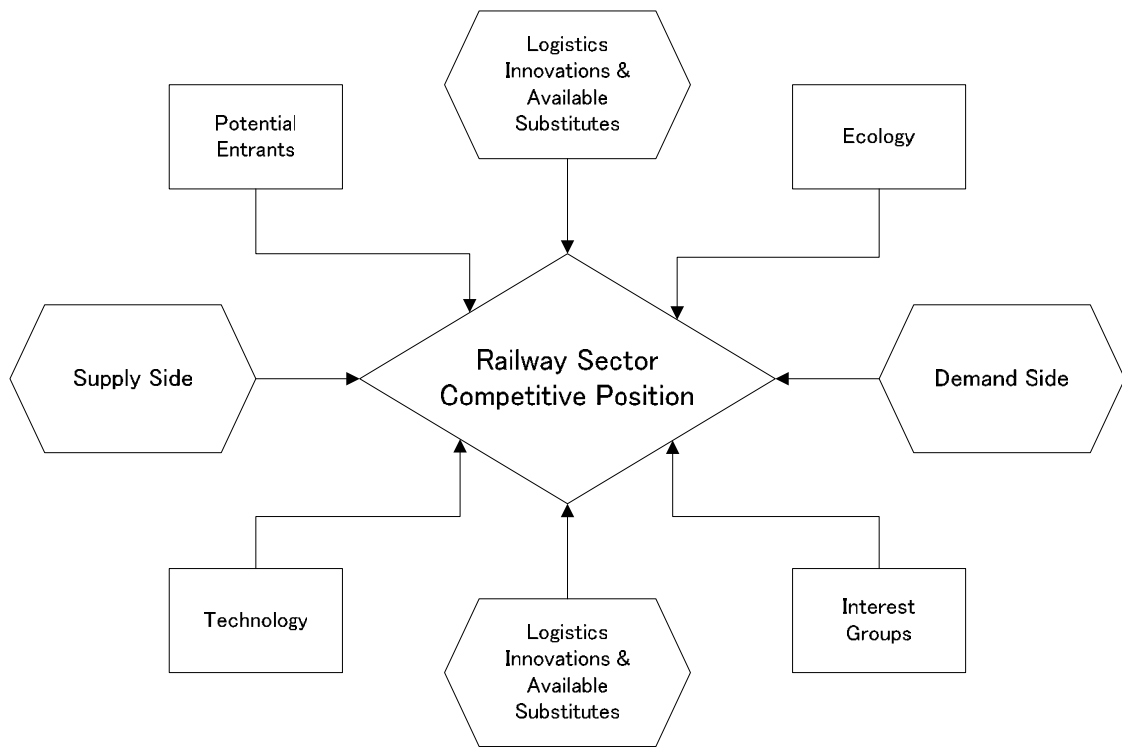 Logistics
Innovations &
Available
Substitutes
Potential
Entrants
Ecology
Supply Side
Railway Sector
Competitive Position
Demand Side
Technology
Logistics
Innovations &
Available
Substitutes
Interest
Groups